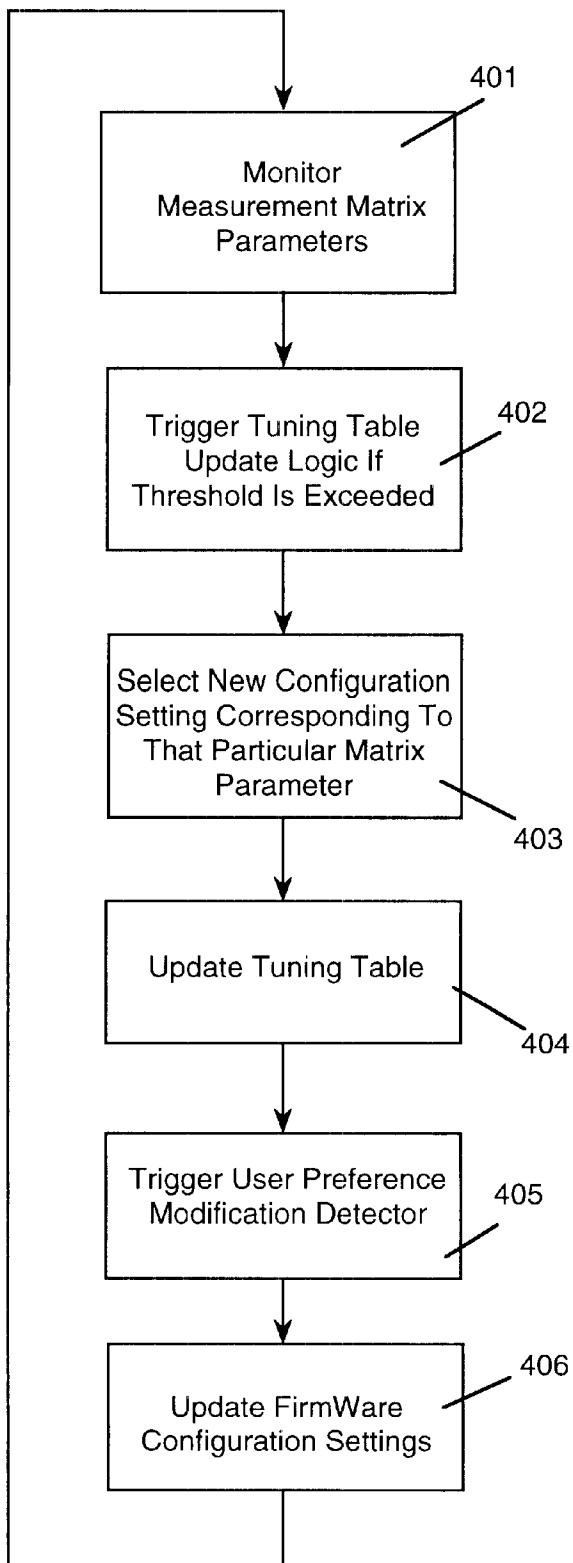 401
Monitor
Measurement Matrix
Parameters
402
Trigger Tuning Table
Update Logic If
Threshold Is Exceeded
Select New Configuration
Setting Corresponding To
That Particular Matrix
Parameter
403
Update Tuning Table
404
Trigger User Preference
Modification Detector
405
406
Update FirmWare
Configuration Settings